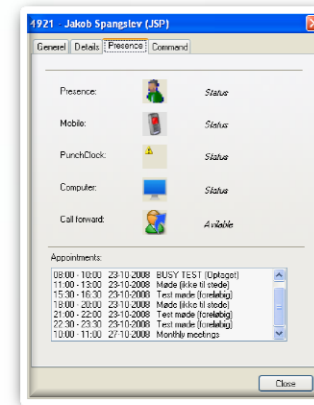 4921 - Jakob Spangslev (JSP)
General Details Presence Command
Presence: Status
Mobile: Status
PunchClock: Status
Computer: Status
Call forward: Available
Appointments:
08:00 - 10:00 23-10-2008 BUSY TEST (Optaget)
11:00 - 13:00 23-10-2008 Møde (ikke til stede)
15:30 - 16:30 23-10-2008 Test møde (foreløbig)
18:00 - 20:00 23-10-2008 Møde (ikke til stede)
21:00 - 22:00 23-10-2008 Test møde (foreløbig)
22:30 - 23:30 23-10-2008 Test møde (foreløbig)
10:00 - 11:00 27-10-2008 Monthly meetings
Close